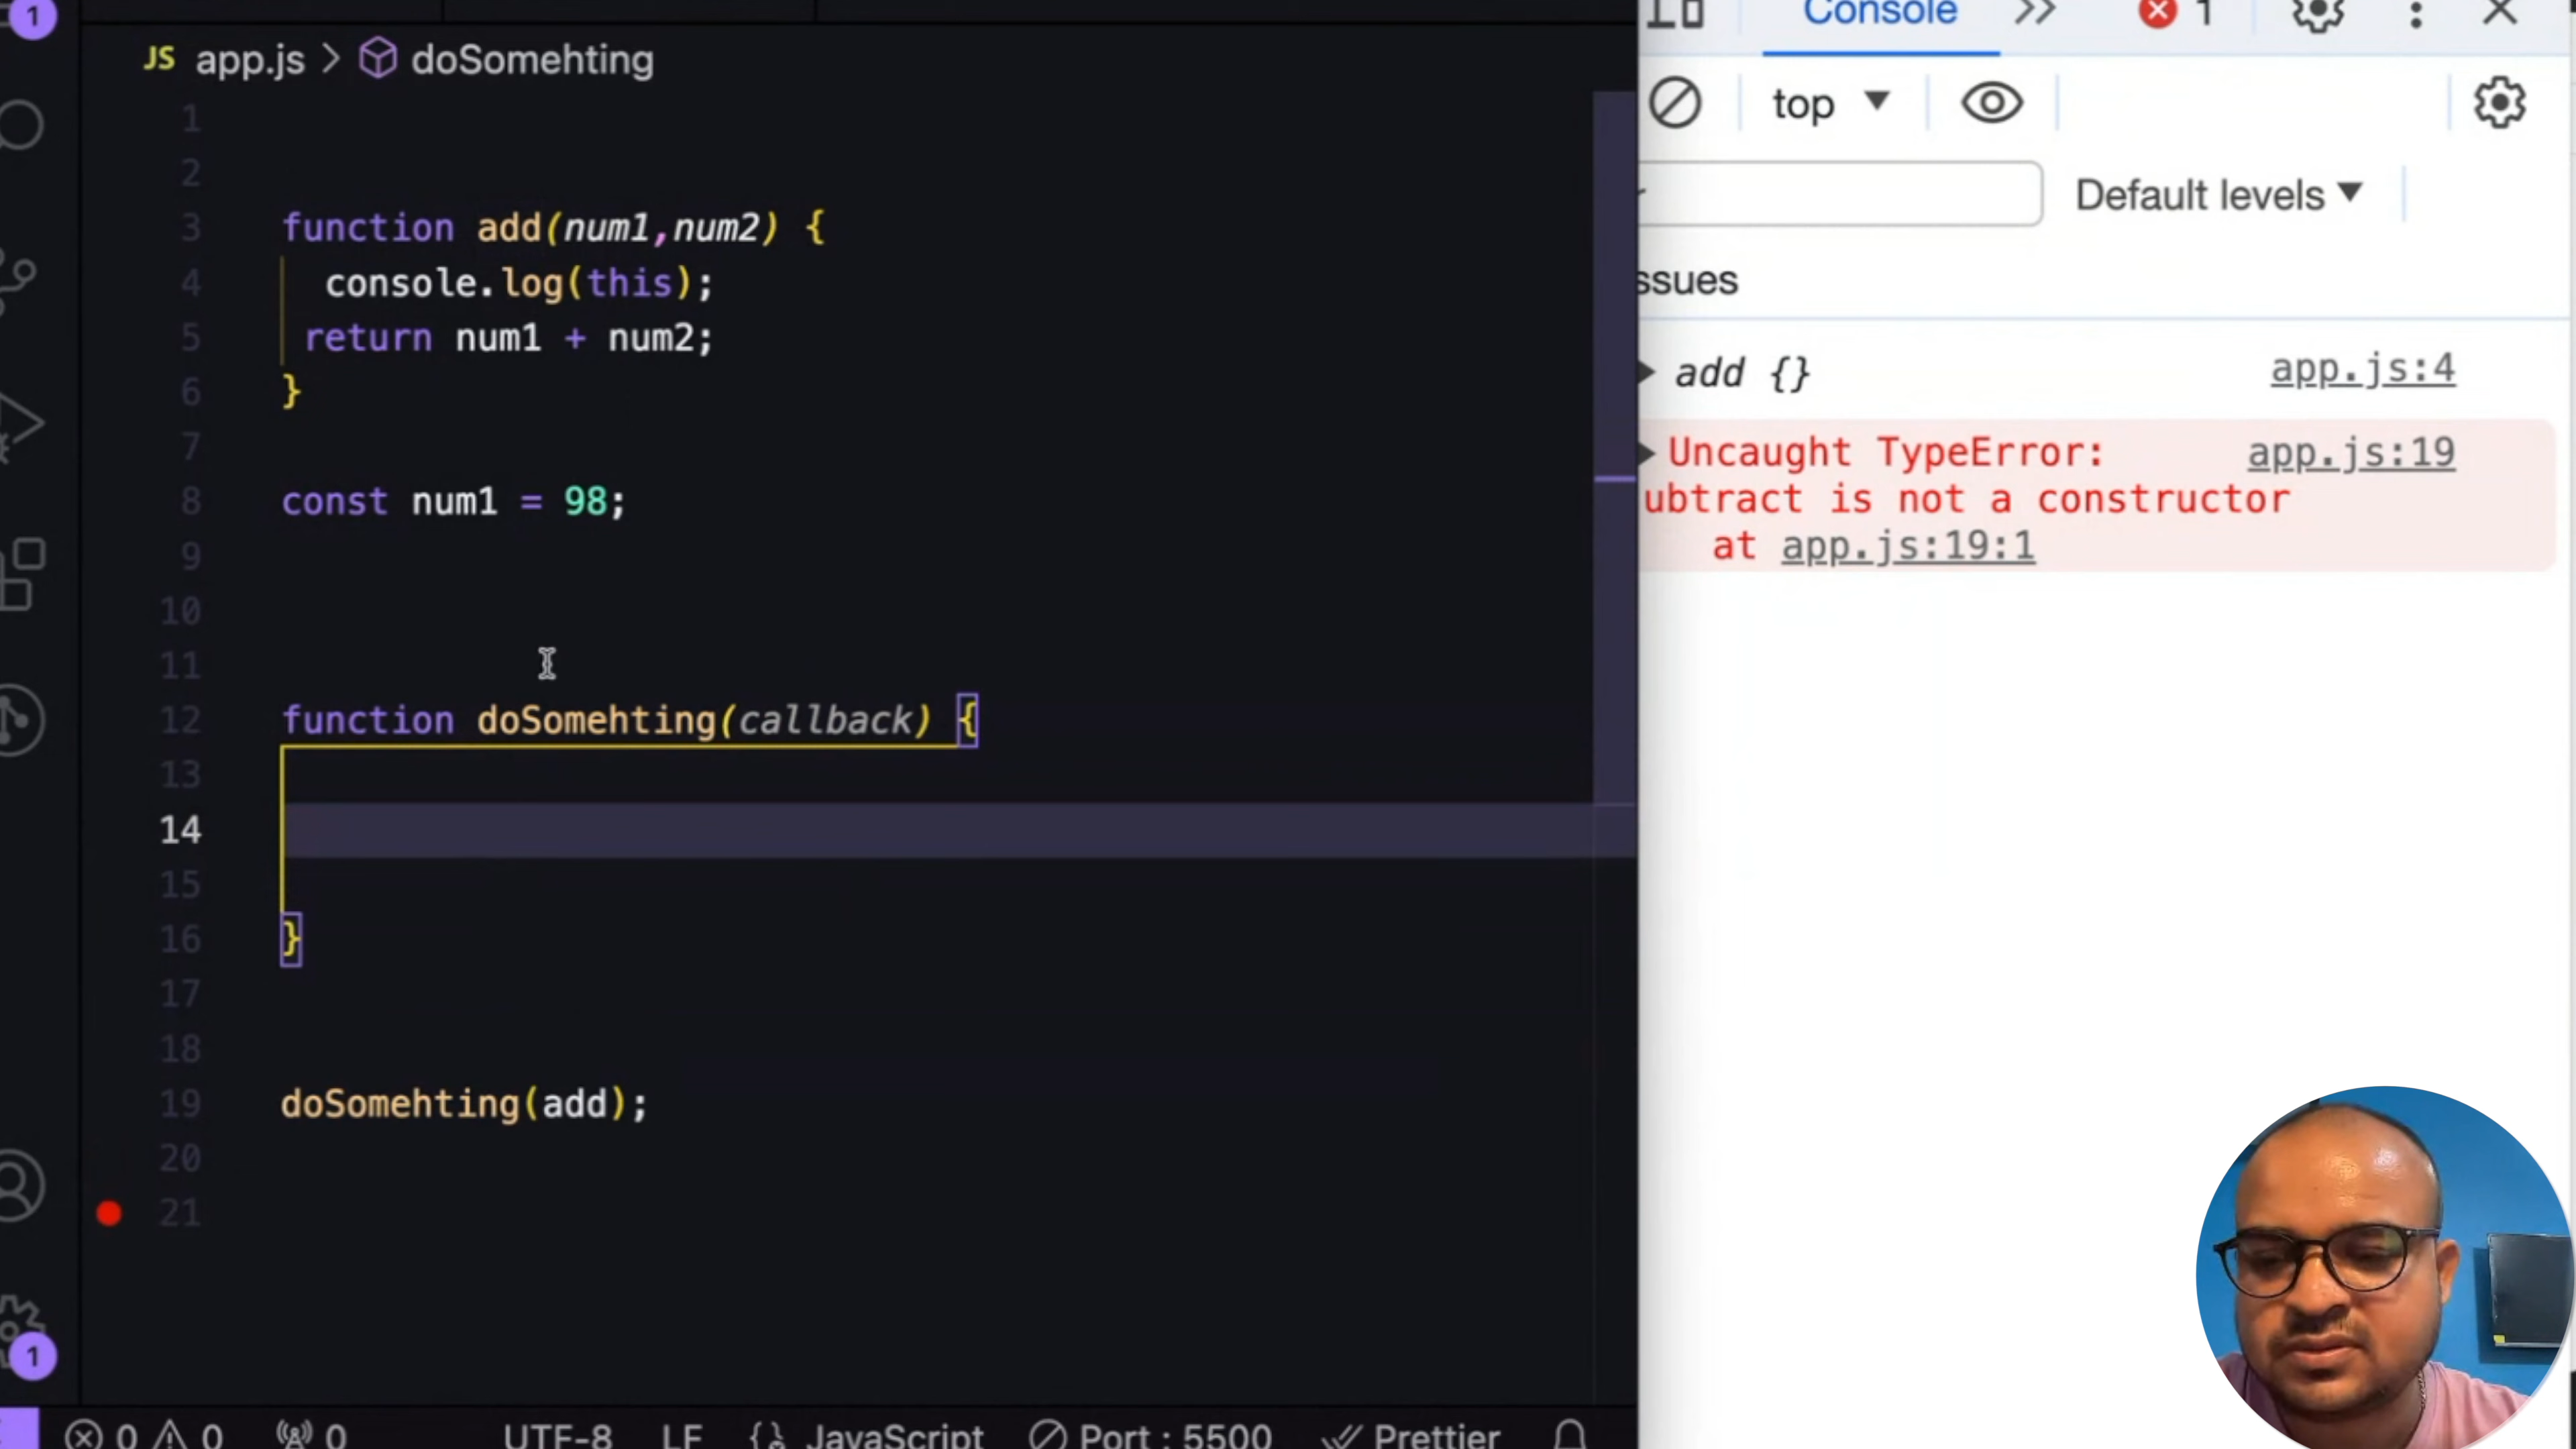 1
JS app.js > doSomehting
1
2
3 function add(num1,num2) {
4 console.log(this);
5 return num1 + num2;
6 }
7
8 const num1 = 98;
9
10
11
12 function doSomehting(callback) {
13
14
15
16 }
17
18
19 doSomehting(add);
20
21
1
0 0 0 UTF-8 LF {} JavaScript Port : 5500 Prettier
Console >> 1
top
Default levels
ssues
add {} app.js:4
Uncaught TypeError: app.js:19
ubtract is not a constructor
at app.js:19:1